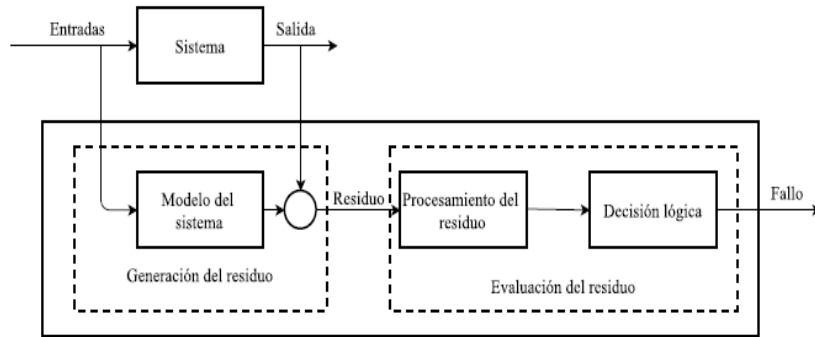 Entradas
Sistema
Salida
Modelo del
sistema
Residuo
Procesamiento del
residuo
Decisión lógica
Fallo
Generación del residuo
Evaluación del residuo